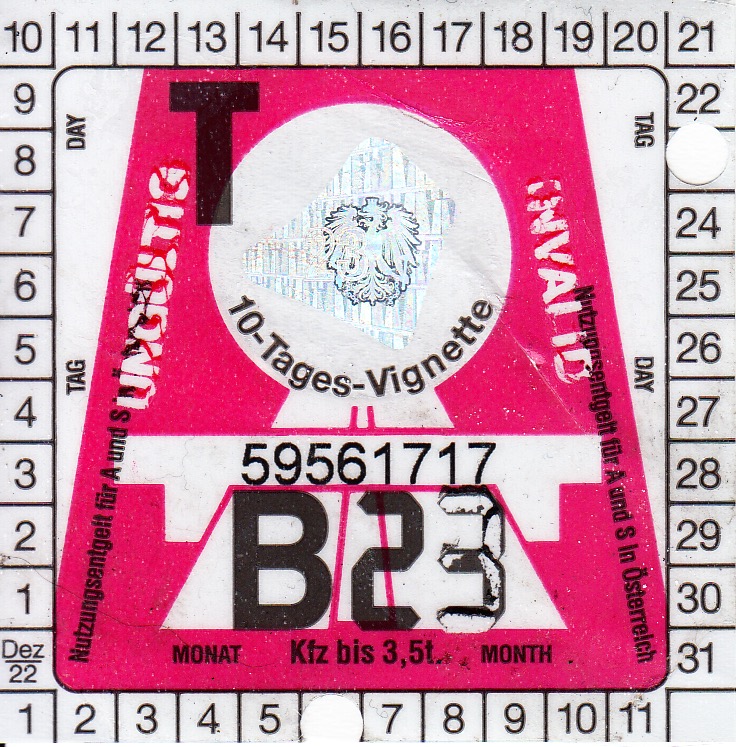 10 11 12 13 14 15 16 17 18 19 20 21
9
8
7
6
5
4
3
2
1
Dez
22
22
24
25
26
27
28
29
30
31
1 2 3 4 5 7 8 9 10 11
DAY
TAG
TAG
DAY
T
UNGÜLTIG
INVALID
10-Tages-Vignette
Nutzungsentgelt für A und S in
Nutzungsentgelt für A und S in Österreich
59561717
B23
MONAT Kfz bis 3,5t. MONTH